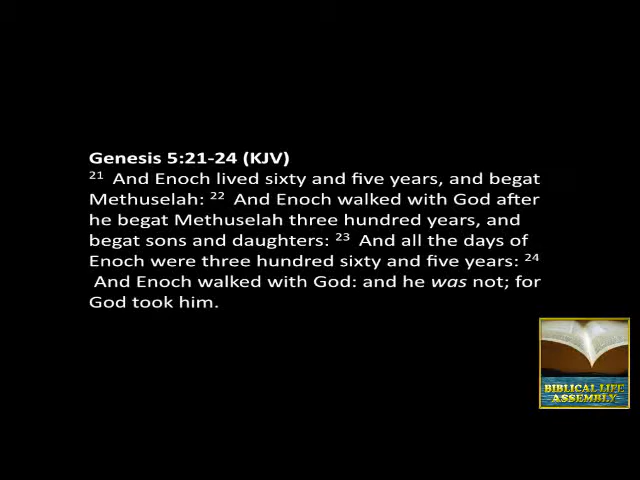 Genesis 5:21-24 (KJV)
21 And Enoch lived sixty and five years, and begat
Methuselah: 22 And Enoch walked with God after
he begat Methuselah three hundred years, and
begat sons and daughters: 23 And all the days of
Enoch were three hundred sixty and five years: 24
And Enoch walked with God: and he was not; for
God took him.
BIBLICAL LIFE
ASSEMBLY